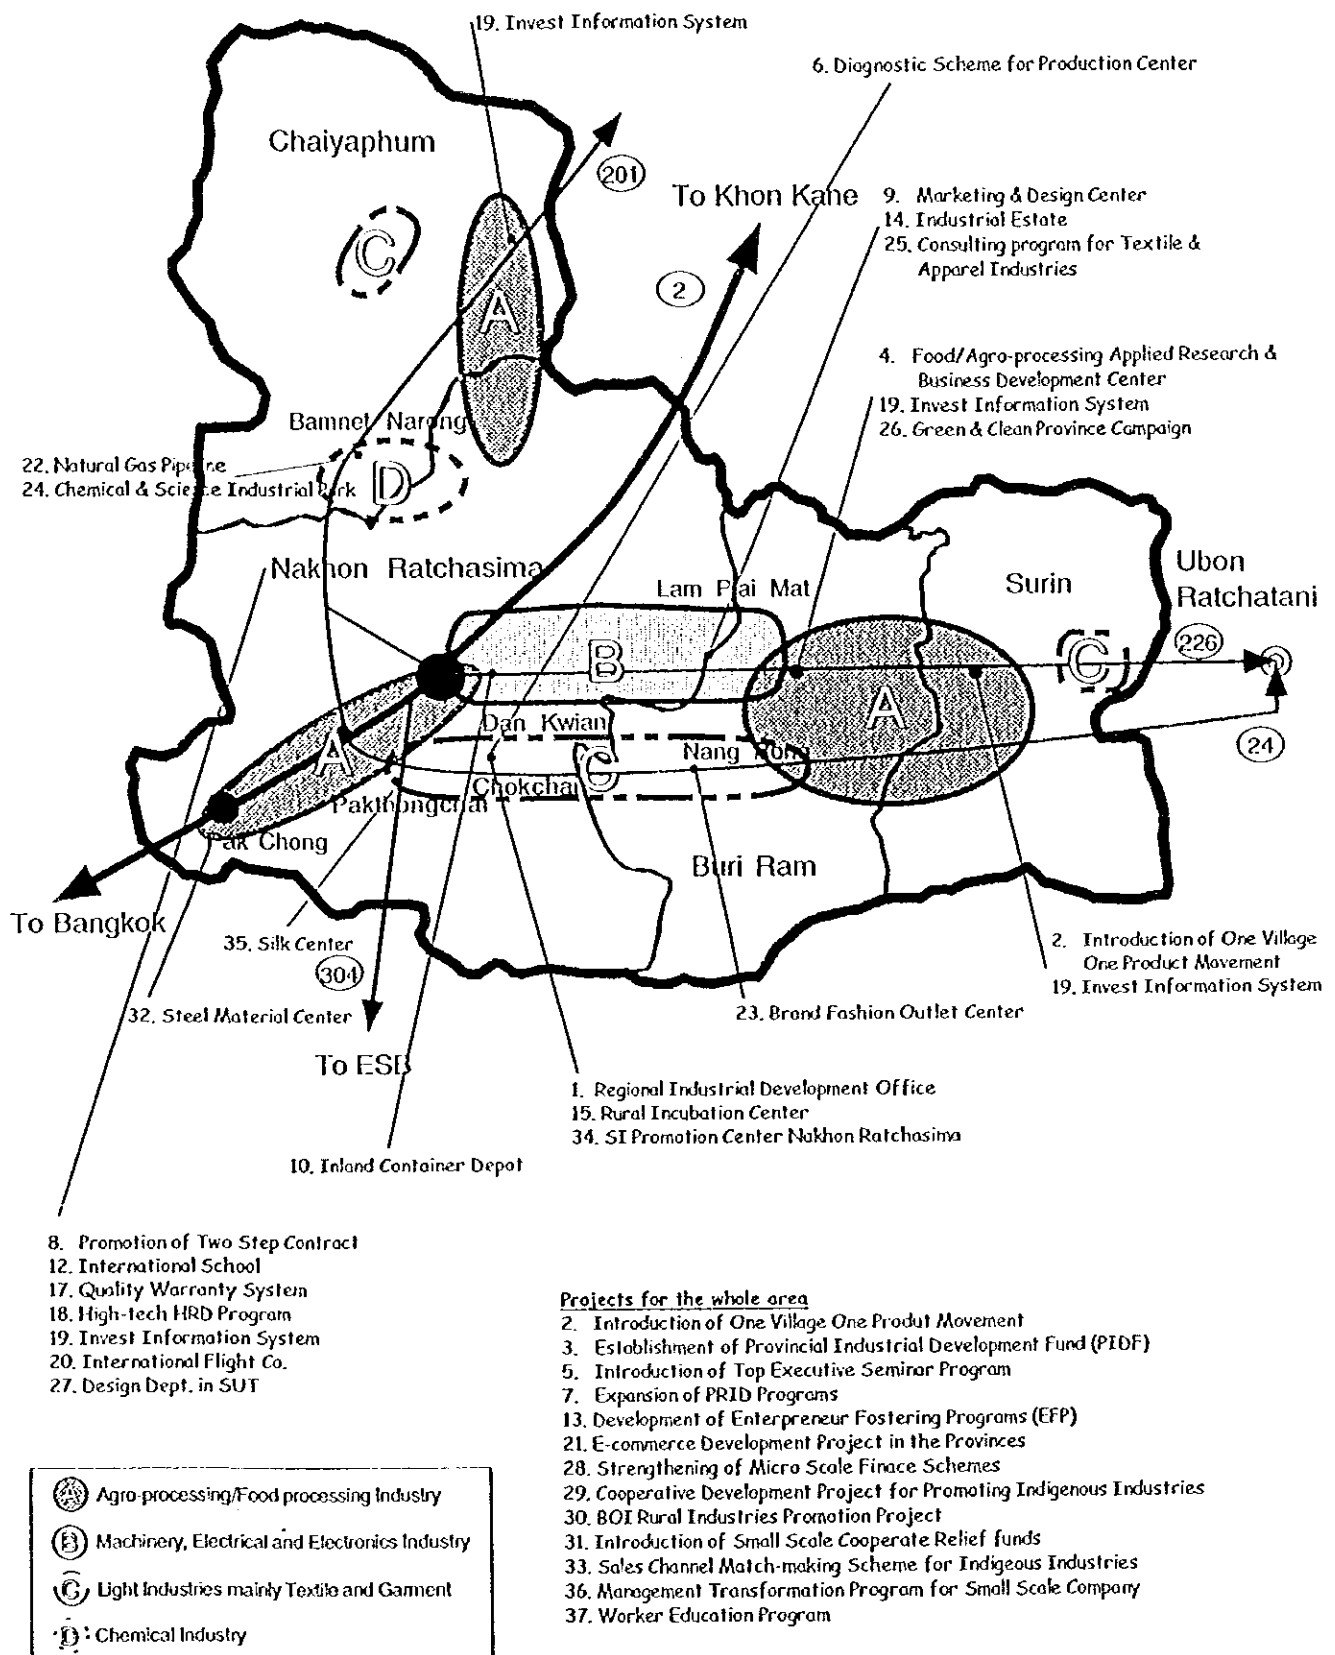 19. Invest Information System
6. Diagnostic Scheme for Production Center
Chaiyaphum
201
To Khon Kane
9. Marketing & Design Center
14. Industrial Estate
25. Consulting program for Textile &
Apparel Industries
C
2
A
4. Food/Agro-processing Applied Research &
Business Development Center
19. Invest Information System
26. Green & Clean Province Campaign
Bamnet Narong
22. Natural Gas Pipeline
24. Chemical & Science Industrial Park
D
Nakhon Ratchasima
Lam Plai Mat
Surin
Ubon
Ratchatani
226
B
C
A
A
Dan Kwian
Nang Rong
24
C
Chokchai
Pakthongchai
Pak Chong
Buri Ram
To Bangkok
35. Silk Center
304
2. Introduction of One Village
One Product Movement
19. Invest Information System
32. Steel Material Center
23. Brand Fashion Outlet Center
To ESB
1. Regional Industrial Development Office
15. Rural Incubation Center
34. SI Promotion Center Nakhon Ratchasima
10. Inland Container Depot
8. Promotion of Two Step Contract
12. International School
17. Quality Warranty System
18. High-tech HRD Program
19. Invest Information System
20. International Flight Co.
27. Design Dept. in SUT
Projects for the whole area
2. Introduction of One Village One Produt Movement
3. Establishment of Provincial Industrial Development Fund (PIDF)
5. Introduction of Top Executive Seminar Program
7. Expansion of PRID Programs
13. Development of Enterpreneur Fostering Programs (EFP)
21. E-commerce Development Project in the Provinces
28. Strengthening of Micro Scale Finace Schemes
29. Cooperative Development Project for Promoting Indigenous Industries
30. BOI Rural Industries Promotion Project
31. Introduction of Small Scale Cooperate Relief funds
33. Sales Channel Match-making Scheme for Indigeous Industries
36. Management Transformation Program for Small Scale Company
37. Worker Education Program
A Agro-processing/Food processing Industry
B Machinery, Electrical and Electronics Industry
C Light Industries mainly Textile and Garment
D Chemical Industry